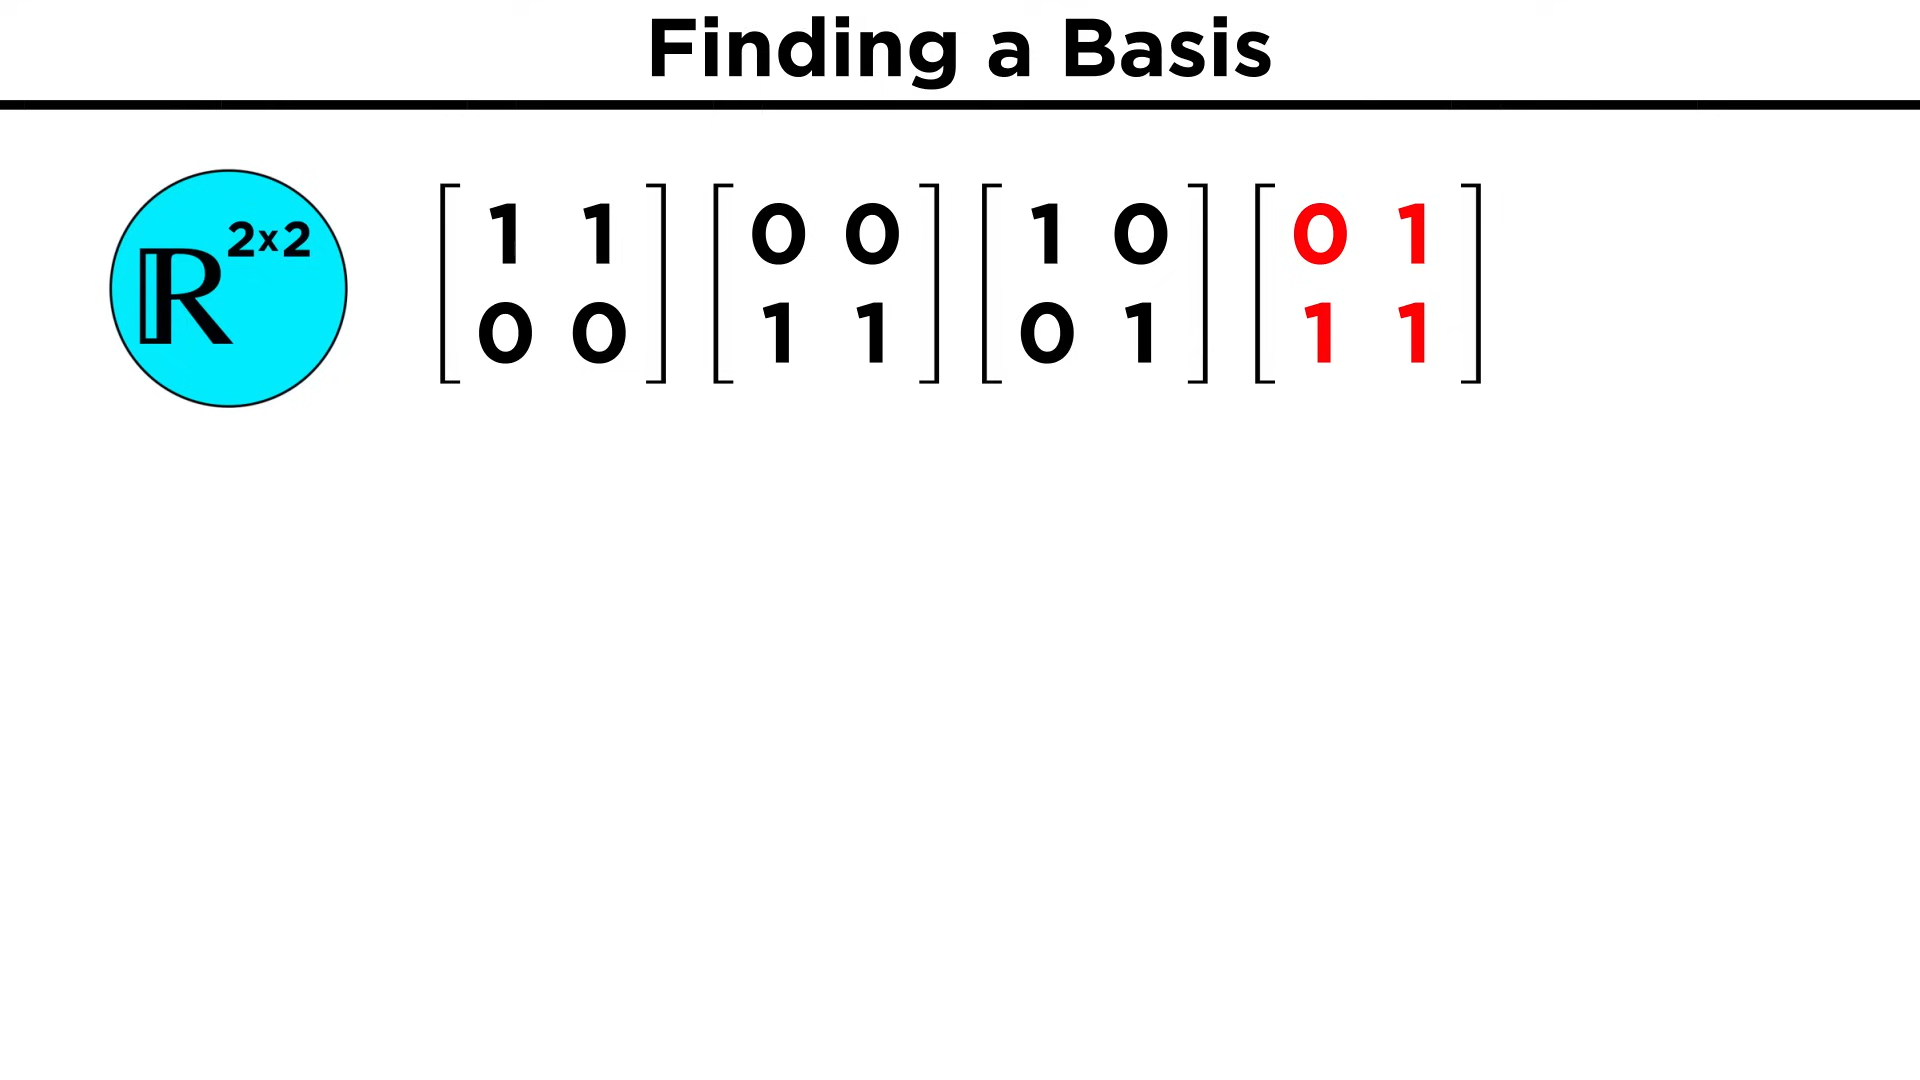 Finding a Basis
ℝ2x2
1 1 0 0 1 0 0 1
0 0 1 1 0 1 1 1